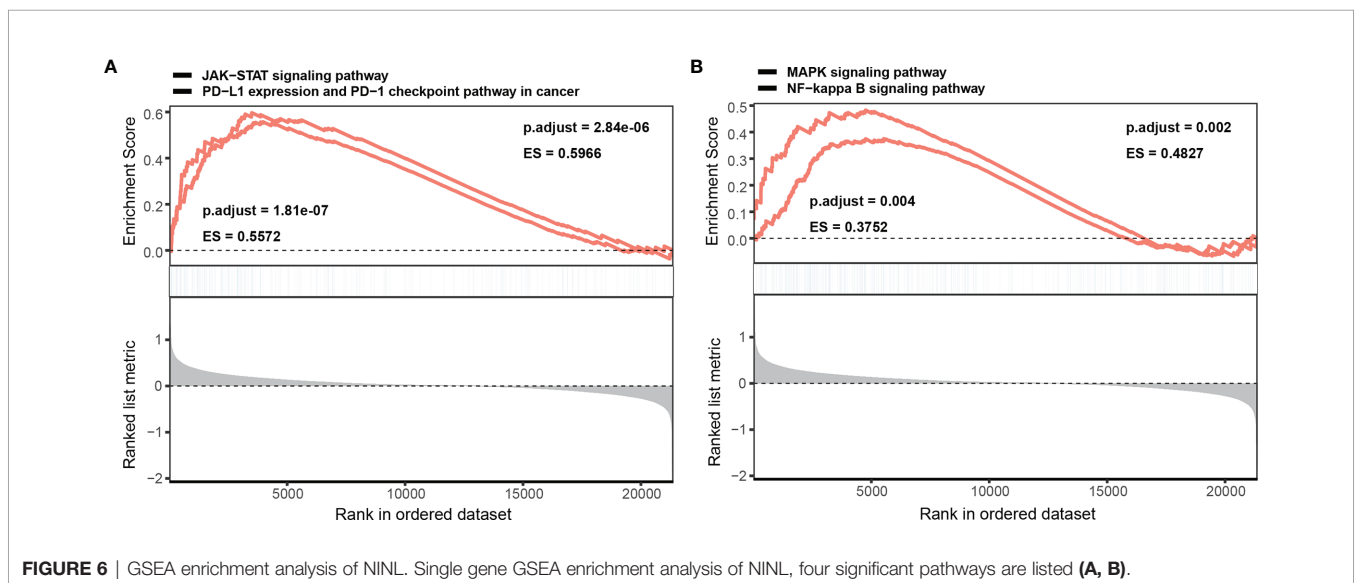 A
JAK−STAT signaling pathway
PD−L1 expression and PD−1 checkpoint pathway in cancer
0.6
0.4
0.2
0.0
Enrichment Score
p.adjust = 2.84e-06
ES = 0.5966
p.adjust = 1.81e-07
ES = 0.5572
1
0
−1
−2
Ranked list metric
5000
10000
15000
20000
Rank in ordered dataset
B
MAPK signaling pathway
NF−kappa B signaling pathway
0.5
0.4
0.3
0.2
0.1
0.0
Enrichment Score
p.adjust = 0.002
ES = 0.4827
p.adjust = 0.004
ES = 0.3752
1
0
−1
−2
Ranked list metric
5000
10000
15000
20000
Rank in ordered dataset
FIGURE 6 | GSEA enrichment analysis of NINL. Single gene GSEA enrichment analysis of NINL, four significant pathways are listed (A, B).